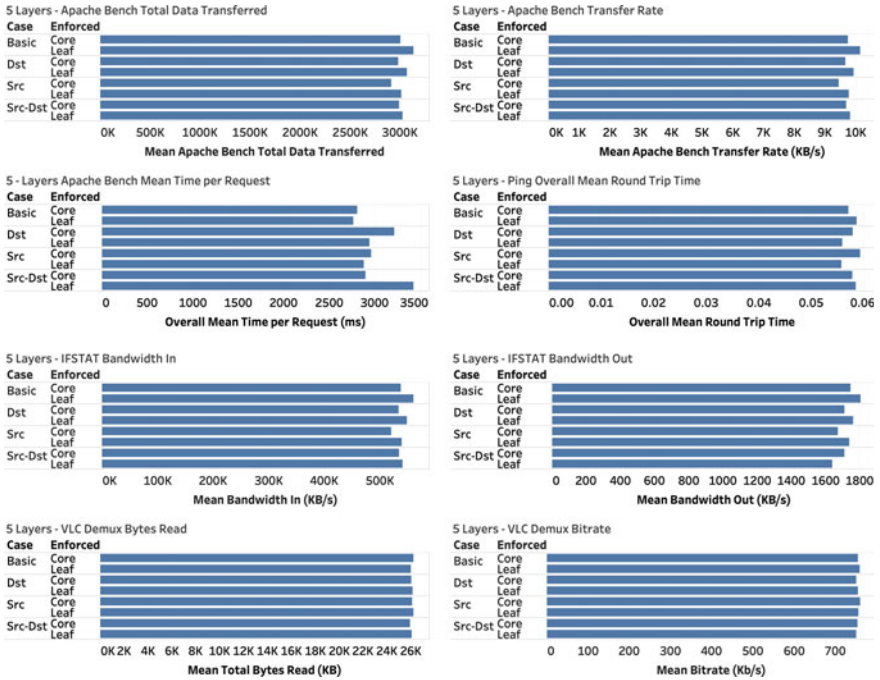 5 Layers - Apache Bench Total Data Transferred
Case Enforced
Basic Core
Leaf
Dst Core
Leaf
Src Core
Leaf
Src-Dst Core
Leaf
0K 500K 1000K 1500K 2000K 2500K 3000K
Mean Apache Bench Total Data Transferred
5 Layers - Apache Bench Transfer Rate
Case Enforced
Basic Core
Leaf
Dst Core
Leaf
Src Core
Leaf
Src-Dst Core
Leaf
0K 1K 2K 3K 4K 5K 6K 7K 8K 9K 10K
Mean Apache Bench Transfer Rate (KB/s)
5 - Layers Apache Bench Mean Time per Request
Case Enforced
Basic Core
Leaf
Dst Core
Leaf
Src Core
Leaf
Src-Dst Core
Leaf
0 500 1000 1500 2000 2500 3000 3500
Overall Mean Time per Request (ms)
5 Layers - Ping Overall Mean Round Trip Time
Case Enforced
Basic Core
Leaf
Dst Core
Leaf
Src Core
Leaf
Src-Dst Core
Leaf
0.00 0.01 0.02 0.03 0.04 0.05 0.06
Overall Mean Round Trip Time
5 Layers - IFSTAT Bandwidth In
Case Enforced
Basic Core
Leaf
Dst Core
Leaf
Src Core
Leaf
Src-Dst Core
Leaf
0K 100K 200K 300K 400K 500K
Mean Bandwidth In (KB/s)
5 Layers - IFSTAT Bandwidth Out
Case Enforced
Basic Core
Leaf
Dst Core
Leaf
Src Core
Leaf
Src-Dst Core
Leaf
0 200 400 600 800 1000 1200 1400 1600 1800
Mean Bandwidth Out (KB/s)
5 Layers - VLC Demux Bytes Read
Case Enforced
Basic Core
Leaf
Dst Core
Leaf
Src Core
Leaf
Src-Dst Core
Leaf
0K 2K 4K 6K 8K 10K 12K 14K 16K 18K 20K 22K 24K 26K
Mean Total Bytes Read (KB)
5 Layers - VLC Demux Bitrate
Case Enforced
Basic Core
Leaf
Dst Core
Leaf
Src Core
Leaf
Src-Dst Core
Leaf
0 100 200 300 400 500 600 700
Mean Bitrate (Kb/s)